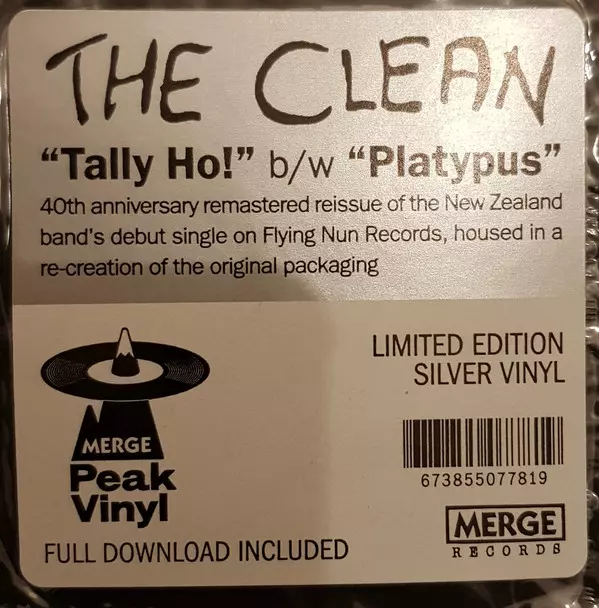 THE CLEAN
“Tally Ho!” b/w “Platypus”
40th anniversary remastered reissue of the New Zealand
band's debut single on Flying Nun Records, housed in a
re-creation of the original packaging
LIMITED EDITION
SILVER VINYL
MERGE
Peak
Vinyl
673855077819
MERGE
RECORDS
FULL DOWNLOAD INCLUDED